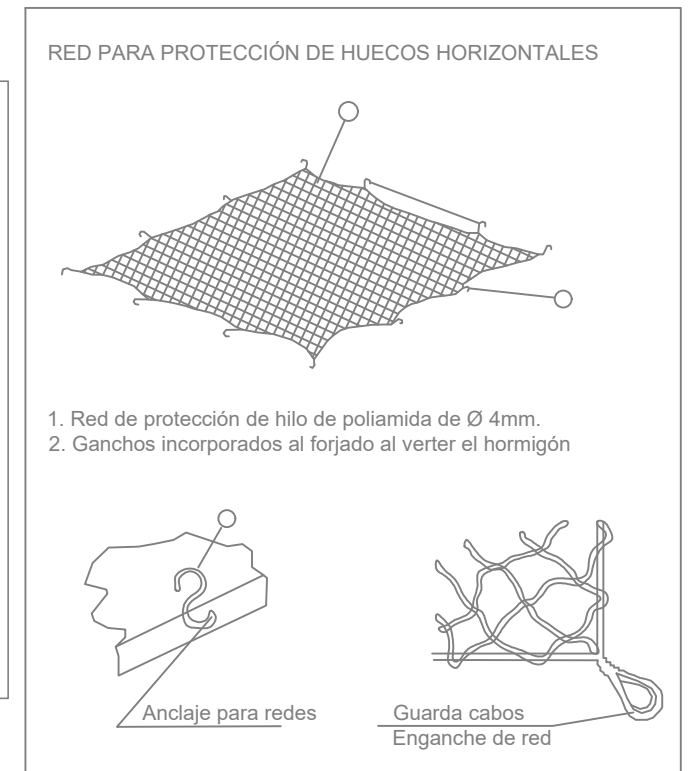 RED PARA PROTECCIÓN DE HUECOS HORIZONTALES
1. Red de protección de hilo de poliamida de Ø 4mm.
2. Ganchos incorporados al forjado al verter el hormigón
Anclaje para redes
Guarda cabos
Enganche de red